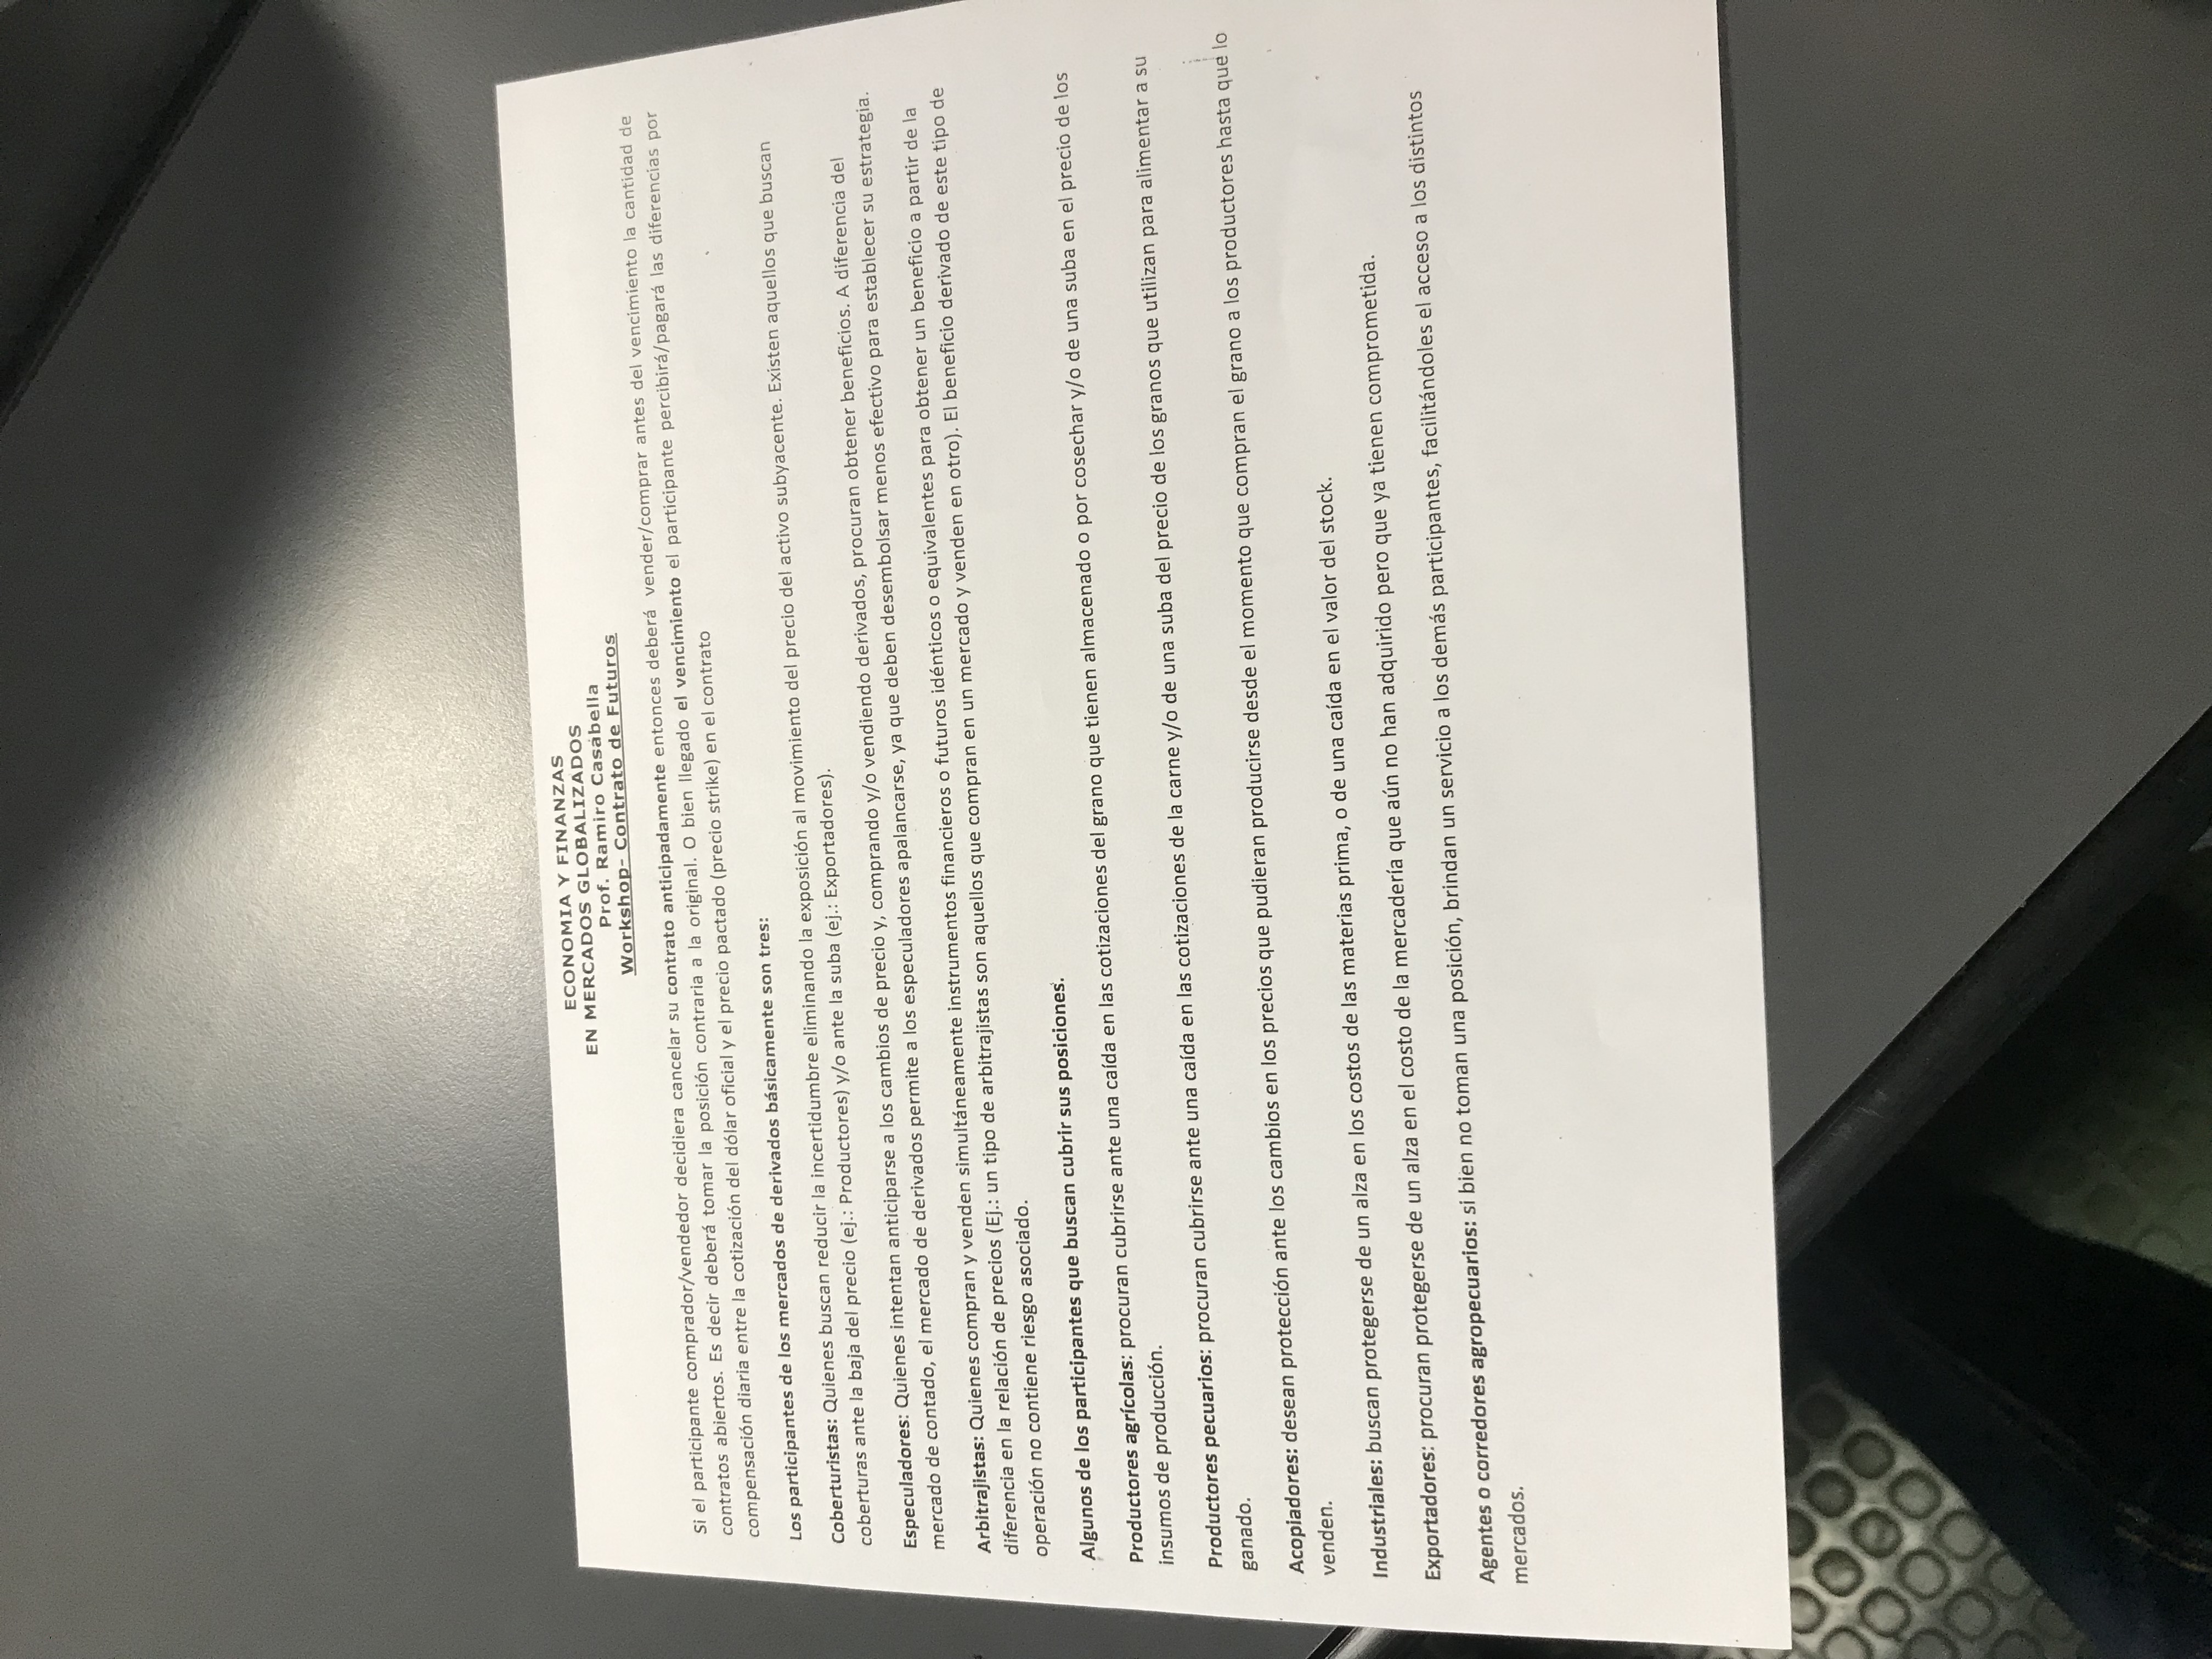 ECONOMIA Y FINANZAS
EN MERCADOS GLOBALIZADOS
Prof. Ramiro Casabella
Workshop- Contrato de Futuros
Si el participante comprador/vendedor decidiera cancelar su contrato anticipadamente entonces deberá vender/comprar antes del vencimiento la cantidad de
contratos abiertos. Es decir deberá tomar la posición contraria a la original. O bien llegado el vencimiento el participante percibirá/pagará las diferencias por
compensación diaria entre la cotización del dólar oficial y el precio pactado (precio strike) en el contrato
Los participantes de los mercados de derivados básicamente son tres:
Coberturistas: Quienes buscan reducir la incertidumbre eliminando la exposición al movimiento del precio del activo subyacente. Existen aquellos que buscan
coberturas ante la baja del precio (ej.: Productores) y/o ante la suba (ej.: Exportadores).
Especuladores: Quienes intentan anticiparse a los cambios de precio y, comprando y/o vendiendo derivados, procuran obtener beneficios. A diferencia del
mercado de contado, el mercado de derivados permite a los especuladores apalancarse, ya que deben desembolsar menos efectivo para establecer su estrategia.
Arbitrajistas: Quienes compran y venden simultáneamente instrumentos financieros o futuros idénticos o equivalentes para obtener un beneficio a partir de la
diferencia en la relación de precios (Ej.: un tipo de arbitrajistas son aquellos que compran en un mercado y venden en otro). El beneficio derivado de este tipo de
operación no contiene riesgo asociado.
Algunos de los participantes que buscan cubrir sus posiciones.
Productores agrícolas: procuran cubrirse ante una caída en las cotizaciones del grano que tienen almacenado o por cosechar y/o de una suba en el precio de los
insumos de producción.
Productores pecuarios: procuran cubrirse ante una caída en las cotizaciones de la carne y/o de una suba del precio de los granos que utilizan para alimentar a su
ganado.
Acopiadores: desean protección ante los cambios en los precios que pudieran producirse desde el momento que compran el grano a los productores hasta que lo
venden.
Industriales: buscan protegerse de un alza en los costos de las materias prima, o de una caída en el valor del stock.
Exportadores: procuran protegerse de un alza en el costo de la mercadería que aún no han adquirido pero que ya tienen comprometida.
Agentes o corredores agropecuarios: si bien no toman una posición, brindan un servicio a los demás participantes, facilitándoles el acceso a los distintos
mercados.